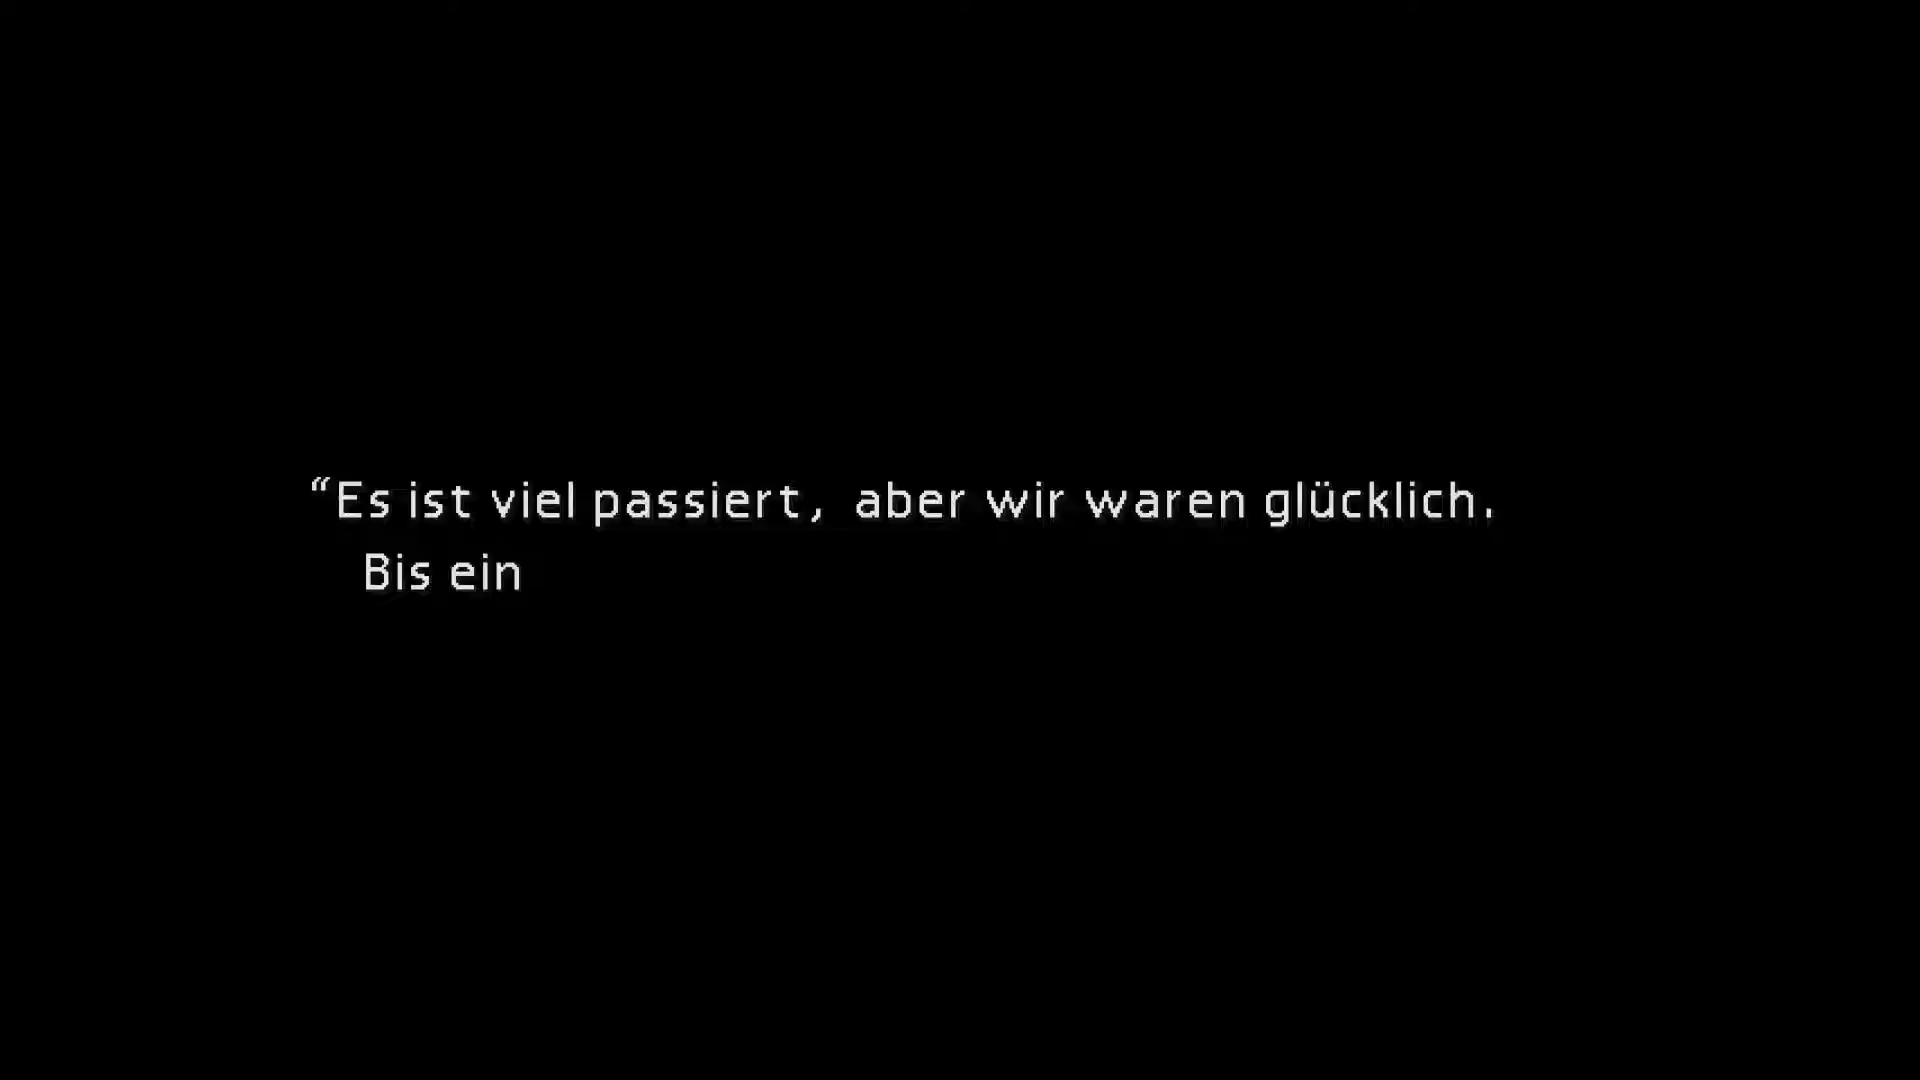 “Es ist viel passiert, aber wir waren glücklich.
Bis ein